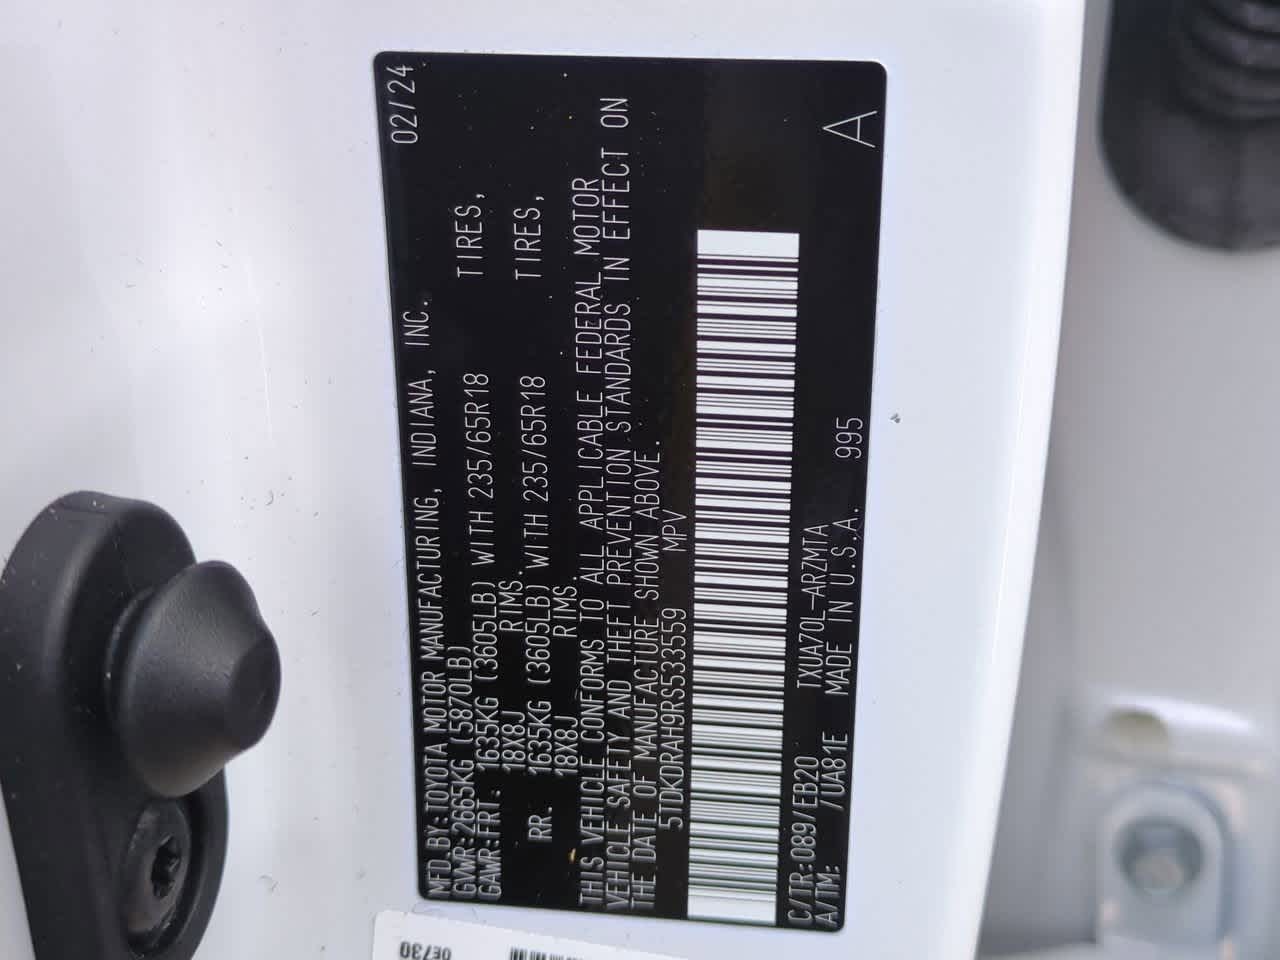 MFD.BY:TOYOTA MOTOR MANUFACTURING, INDIANA, INC. 02/24
GVWR:2665KG (5870LB)
GAWR:FRT. 1635KG (3605LB) WITH 235/65R18 TIRES,
18X8J RIMS.
RR. 1635KG (3605LB) WITH 235/65R18 TIRES,
18X8J RIMS.
THIS VEHICLE CONFORMS TO ALL APPLICABLE FEDERAL MOTOR
VEHICLE SAFETY AND THEFT PREVENTION STANDARDS IN EFFECT ON
THE DATE OF MANUFACTURE SHOWN ABOVE.
5TDKDRAH9RS533559 MPV
C/TR:089/EB20 TXUA70L-ARZMTA
A/TM: /UA81E MADE IN U.S.A. 995 A
0E730